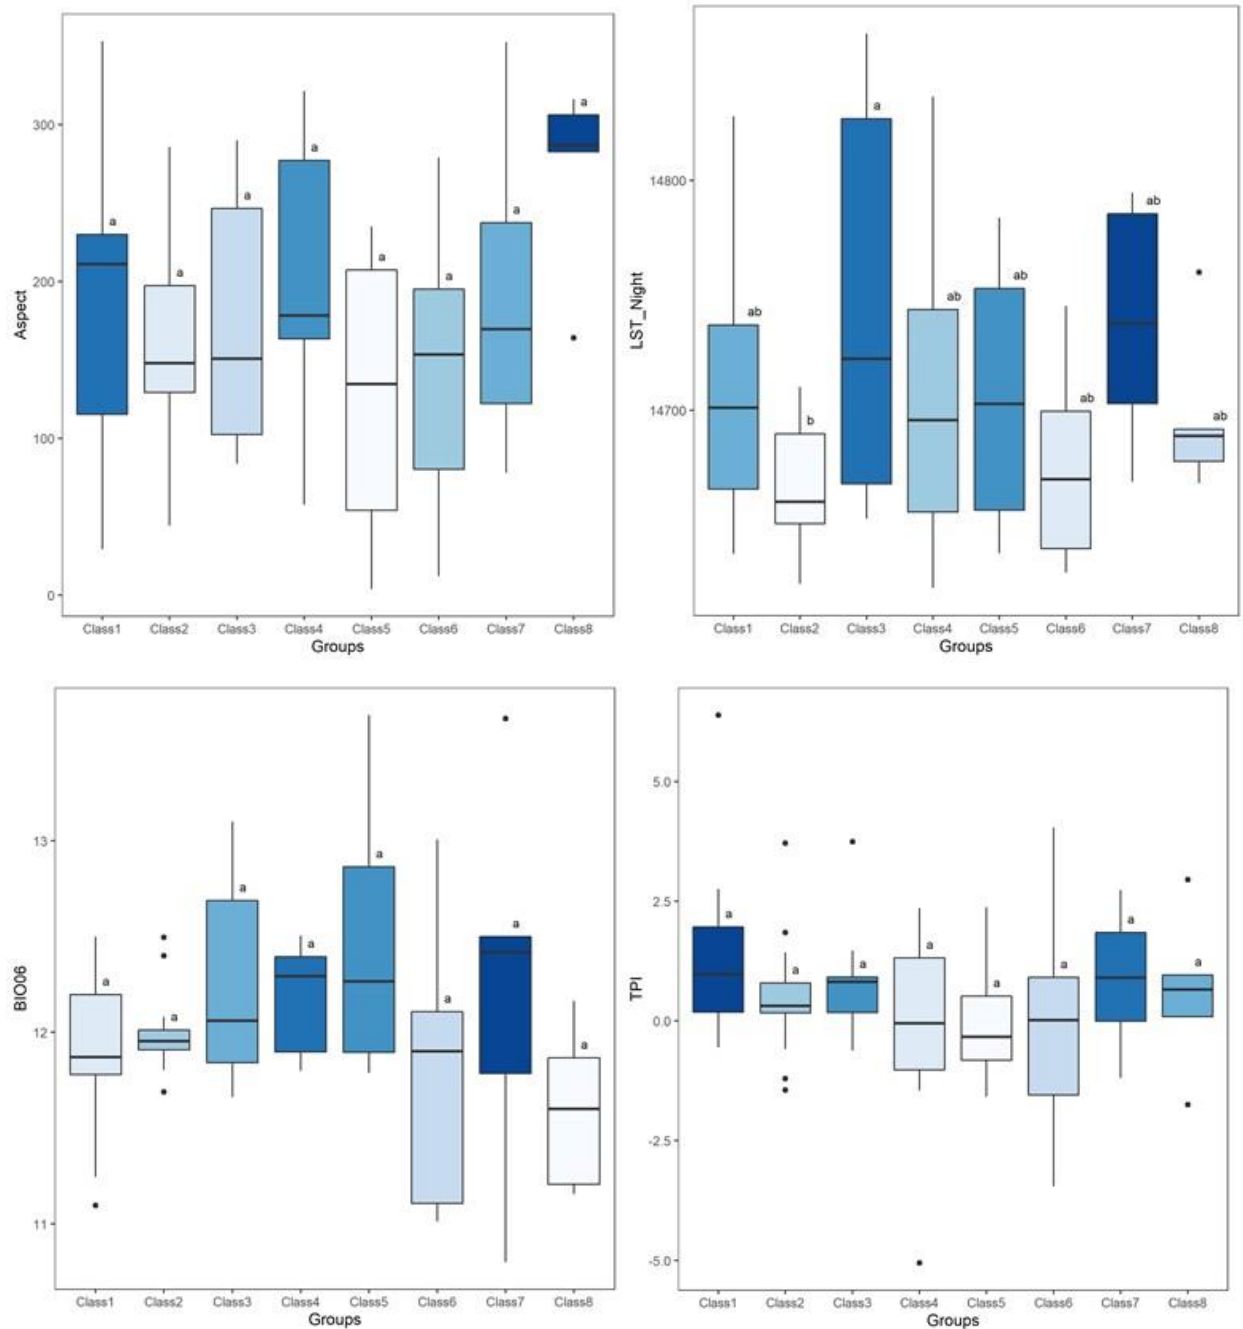 Aspect
300
200
100
0
a a a a a a a a
Class1 Class2 Class3 Class4 Class5 Class6 Class7 Class8
Groups
LST_Night
14800
14700
ab b a ab ab ab ab ab
Class1 Class2 Class3 Class4 Class5 Class6 Class7 Class8
Groups
BIO06
13
12
11
a a a a a a a a
Class1 Class2 Class3 Class4 Class5 Class6 Class7 Class8
Groups
TPI
5.0
2.5
0.0
-2.5
-5.0
a a a a a a a a
Class1 Class2 Class3 Class4 Class5 Class6 Class7 Class8
Groups